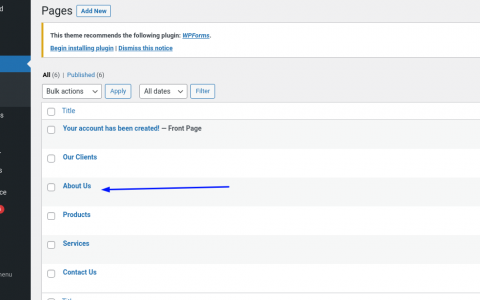 Pages Add New
This theme recommends the following plugin: WPForms.
Begin installing plugin | Dismiss this notice
All (6) | Published (6)
Bulk actions Apply All dates Filter
Title
Your account has been created! — Front Page
Our Clients
About Us
Products
Services
Contact Us